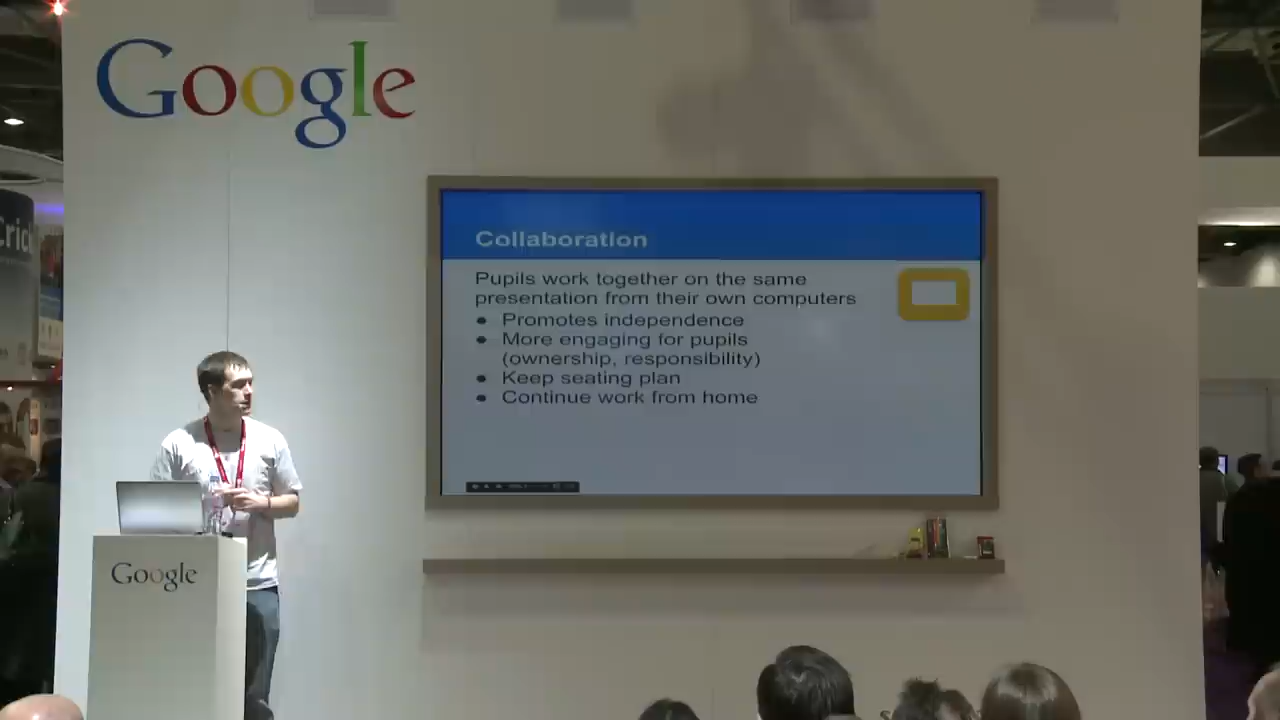 Google
Collaboration
Pupils work together on the same
presentation from their own computers
• Promotes independence
• More engaging for pupils
(ownership, responsibility)
• Keep seating plan
• Continue work from home
Google